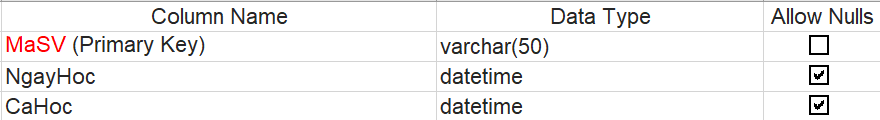 Column Name Data Type Allow Nulls
MaSV (Primary Key) varchar(50)
NgayHoc datetime
CaHoc datetime